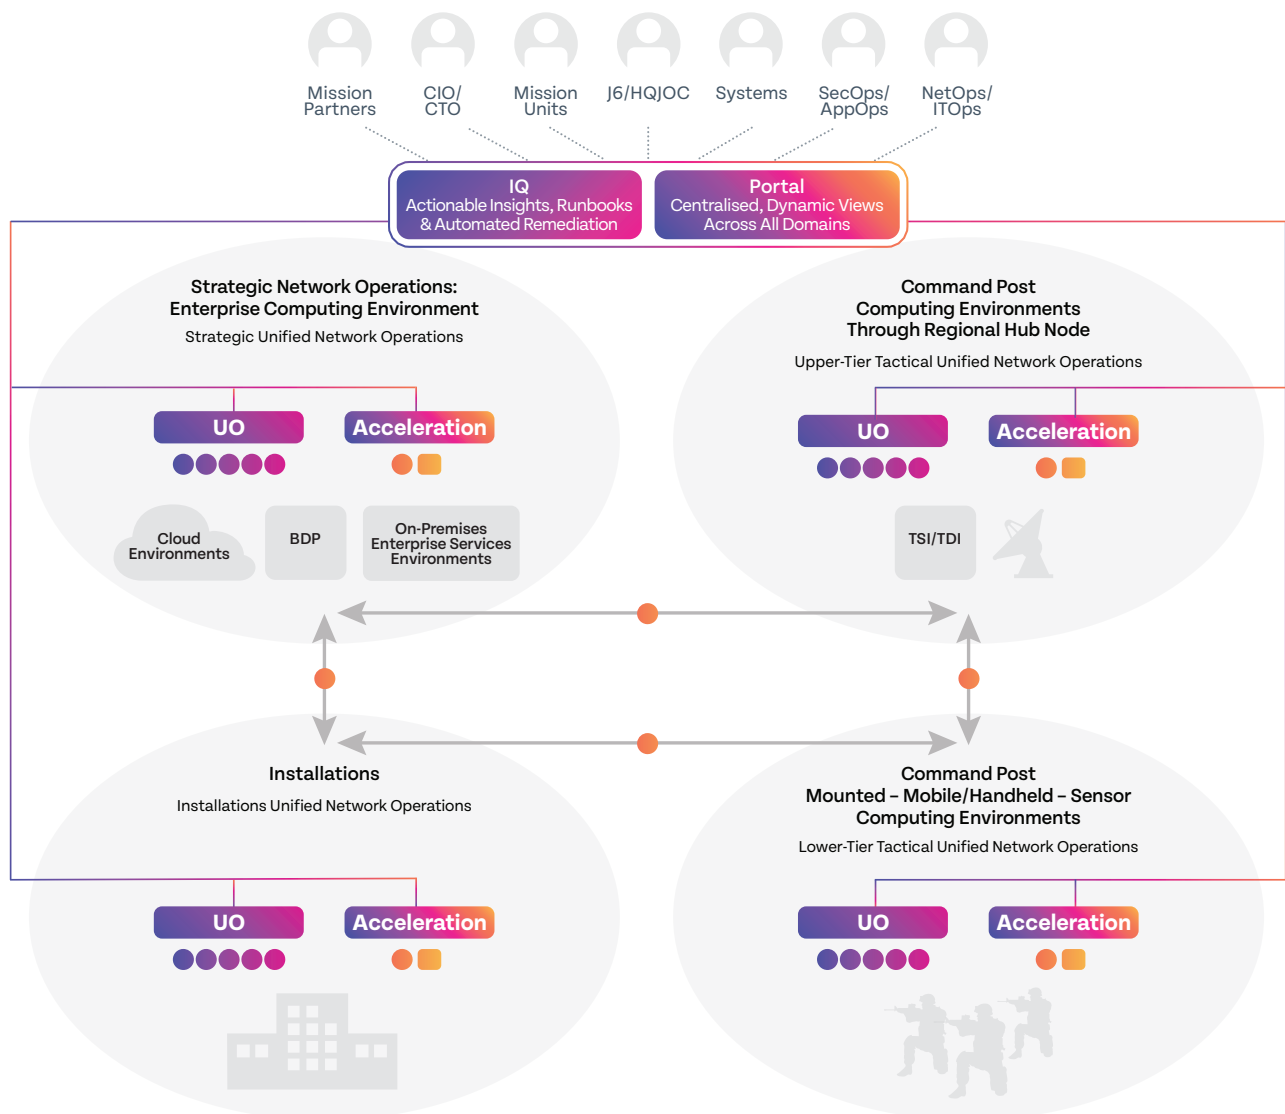 Mission
Partners
CIO/
CTO
Mission
Units
J6/HQJOC
Systems
SecOps/
AppOps
NetOps/
ITOps
IQ
Actionable Insights, Runbooks
& Automated Remediation
Portal
Centralised, Dynamic Views
Across All Domains
Strategic Network Operations:
Enterprise Computing Environment
Strategic Unified Network Operations
UO
Acceleration
Cloud
Environments
BDP
On-Premises
Enterprise Services
Environments
Command Post
Computing Environments
Through Regional Hub Node
Upper-Tier Tactical Unified Network Operations
UO
Acceleration
TSI/TDI
Installations
Installations Unified Network Operations
UO
Acceleration
Command Post
Mounted – Mobile/Handheld – Sensor
Computing Environments
Lower-Tier Tactical Unified Network Operations
UO
Acceleration